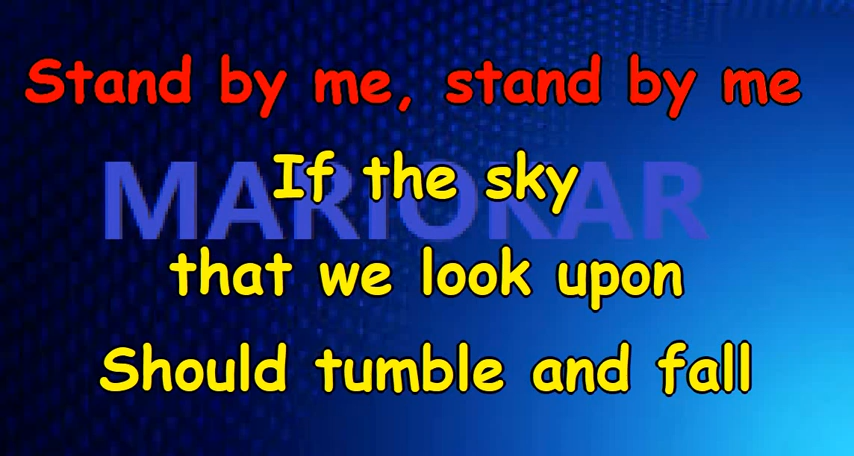 Stand by me, stand by me
If the sky
MARIOKAR
that we look upon
Should tumble and fall